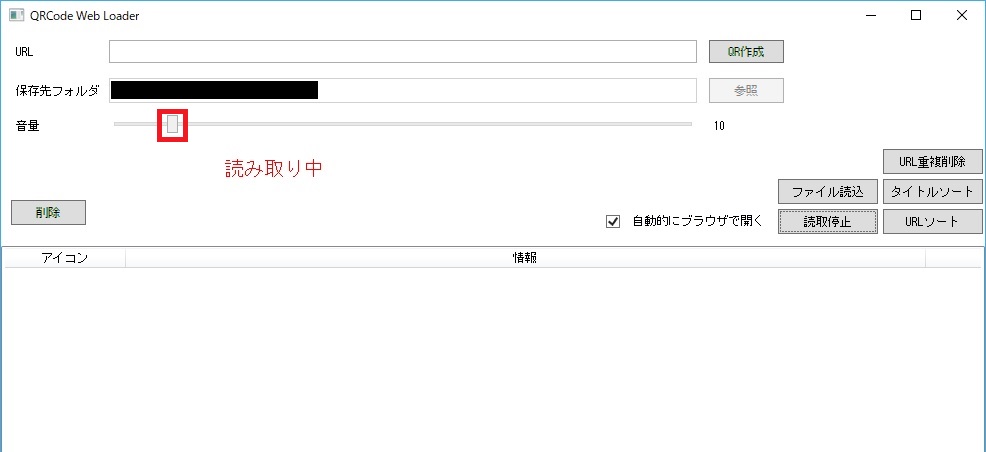 QRCode Web Loader
URL
QR作成
保存先フォルダ
参照
音量
10
読み取り中
URL重複削除
ファイル読込
タイトルソート
削除
自動的にブラウザで開く
読取停止
URLソート
アイコン
情報